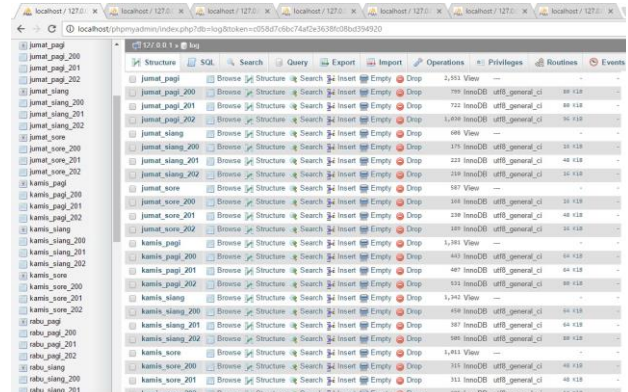 localhost / 127.0. localhost / 127.0. localhost / 127.0. localhost / 127.0. localhost / 127.0. localhost / 127.0.
localhost/phpmyadmin/index.php?db=log&token=c058d7c6bc74af2e3638fc08bd394920
jumat_pagi
jumat_pagi_200
jumat_pagi_201
jumat_pagi_202
jumat_siang
jumat_siang_200
jumat_siang_201
jumat_siang_202
jumat_sore
jumat_sore_200
jumat_sore_201
jumat_sore_202
kamis_pagi
kamis_pagi_200
kamis_pagi_201
kamis_pagi_202
kamis_siang
kamis_siang_200
kamis_siang_201
kamis_siang_202
kamis_sore
kamis_sore_200
kamis_sore_201
kamis_sore_202
rabu_pagi
rabu_pagi_200
rabu_pagi_201
rabu_pagi_202
rabu_siang
rabu_siang_200
rabu_siang_201
127.0.0.1 » log
Structure SQL Search Query Export Import Operations Privileges Routines Events
jumat_pagi Browse Structure Search Insert Empty Drop View —
jumat_pagi_200 Browse Structure Search Insert Empty Drop InnoDB utf8_general_ci
jumat_pagi_201 Browse Structure Search Insert Empty Drop 722 InnoDB utf8_general_ci
jumat_pagi_202 Browse Structure Search Insert Empty Drop InnoDB utf8_general_ci
jumat_siang Browse Structure Search Insert Empty Drop View —
jumat_siang_200 Browse Structure Search Insert Empty Drop 175 InnoDB utf8_general_ci
jumat_siang_201 Browse Structure Search Insert Empty Drop 223 InnoDB utf8_general_ci
jumat_siang_202 Browse Structure Search Insert Empty Drop InnoDB utf8_general_ci
jumat_sore Browse Structure Search Insert Empty Drop 587 View —
jumat_sore_200 Browse Structure Search Insert Empty Drop InnoDB utf8_general_ci
jumat_sore_201 Browse Structure Search Insert Empty Drop 230 InnoDB utf8_general_ci
jumat_sore_202 Browse Structure Search Insert Empty Drop InnoDB utf8_general_ci
kamis_pagi Browse Structure Search Insert Empty Drop View —
kamis_pagi_200 Browse Structure Search Insert Empty Drop 443 InnoDB utf8_general_ci
kamis_pagi_201 Browse Structure Search Insert Empty Drop 407 InnoDB utf8_general_ci
kamis_pagi_202 Browse Structure Search Insert Empty Drop 531 InnoDB utf8_general_ci
kamis_siang Browse Structure Search Insert Empty Drop 1,342 View —
kamis_siang_200 Browse Structure Search Insert Empty Drop 450 InnoDB utf8_general_ci
kamis_siang_201 Browse Structure Search Insert Empty Drop 387 InnoDB utf8_general_ci
kamis_siang_202 Browse Structure Search Insert Empty Drop 505 InnoDB utf8_general_ci
kamis_sore Browse Structure Search Insert Empty Drop View —
kamis_sore_200 Browse Structure Search Insert Empty Drop 315 InnoDB utf8_general_ci
kamis_sore_201 Browse Structure Search Insert Empty Drop 311 InnoDB utf8_general_ci